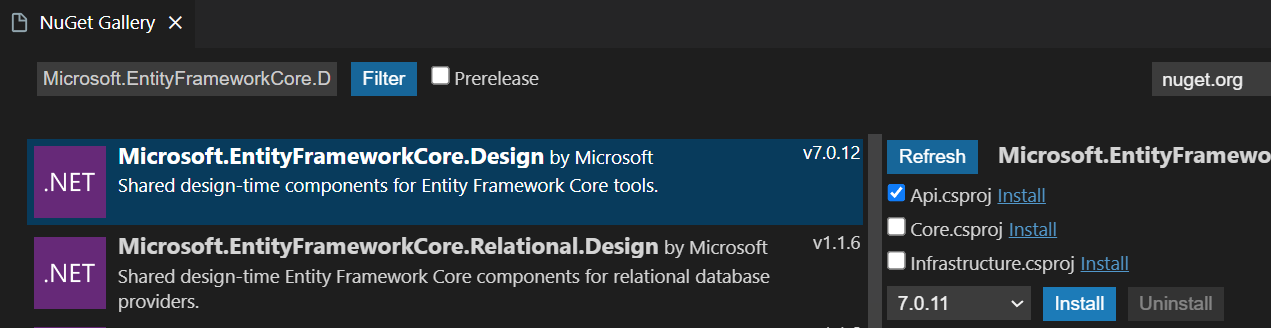 NuGet Gallery
Microsoft.EntityFrameworkCore.D
Filter
Prerelease
nuget.org
.NET
Microsoft.EntityFrameworkCore.Design by Microsoft
v7.0.12
Shared design-time components for Entity Framework Core tools.
.NET
Microsoft.EntityFrameworkCore.Relational.Design by Microsoft
v1.1.6
Shared design-time Entity Framework Core components for relational database
providers.
Refresh
Microsoft.EntityFramewo
Api.csproj Install
Core.csproj Install
Infrastructure.csproj Install
7.0.11
Install
Uninstall